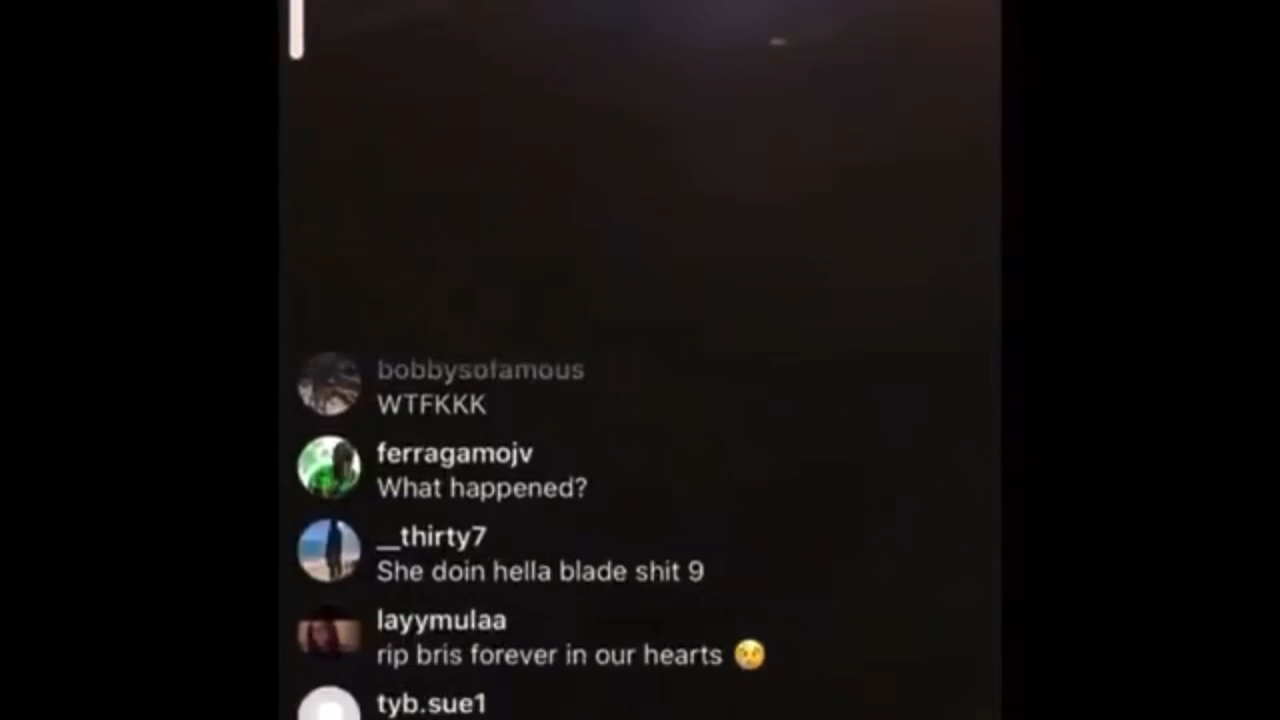 bobbysofamous
WTFKKK
ferragamojv
What happened?
__thirty7
She doin hella blade shit 9
layymulaa
rip bris forever in our hearts 😢
tyb.sue1